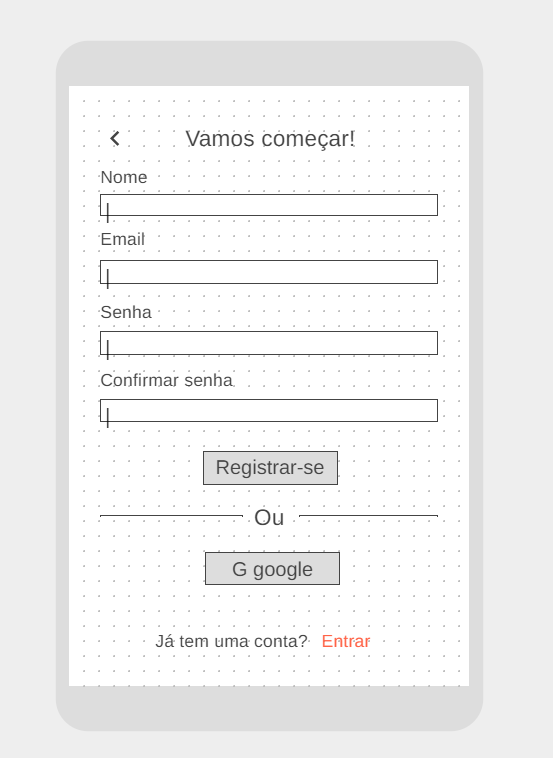 Vamos começar!
Nome
Email
Senha
Confirmar senha
Registrar-se
Ou
G google
Já tem uma conta? Entrar